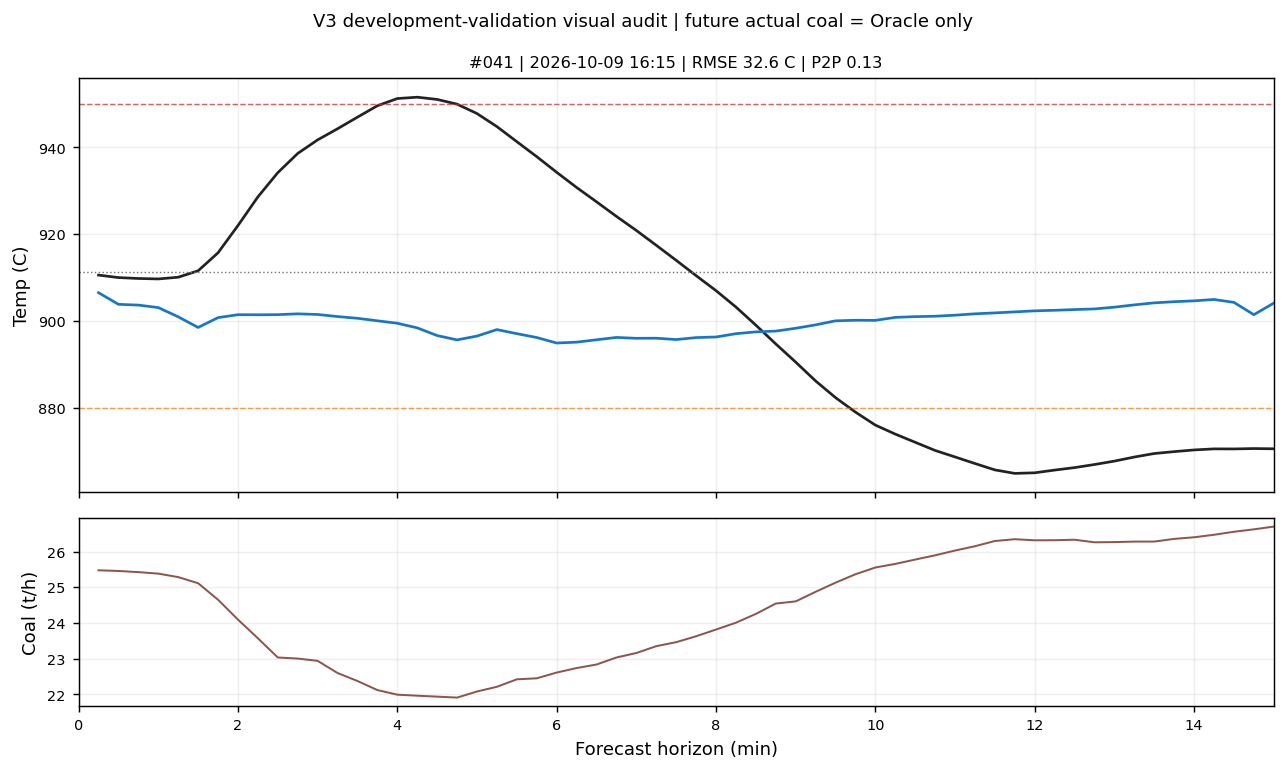 V3 development-validation visual audit | future actual coal = Oracle only
#041 | 2026-10-09 16:15 | RMSE 32.6 C | P2P 0.13
Temp (C)
940
920
900
880
Coal (t/h)
26
25
24
23
22
0 2 4 6 8 10 12 14
Forecast horizon (min)